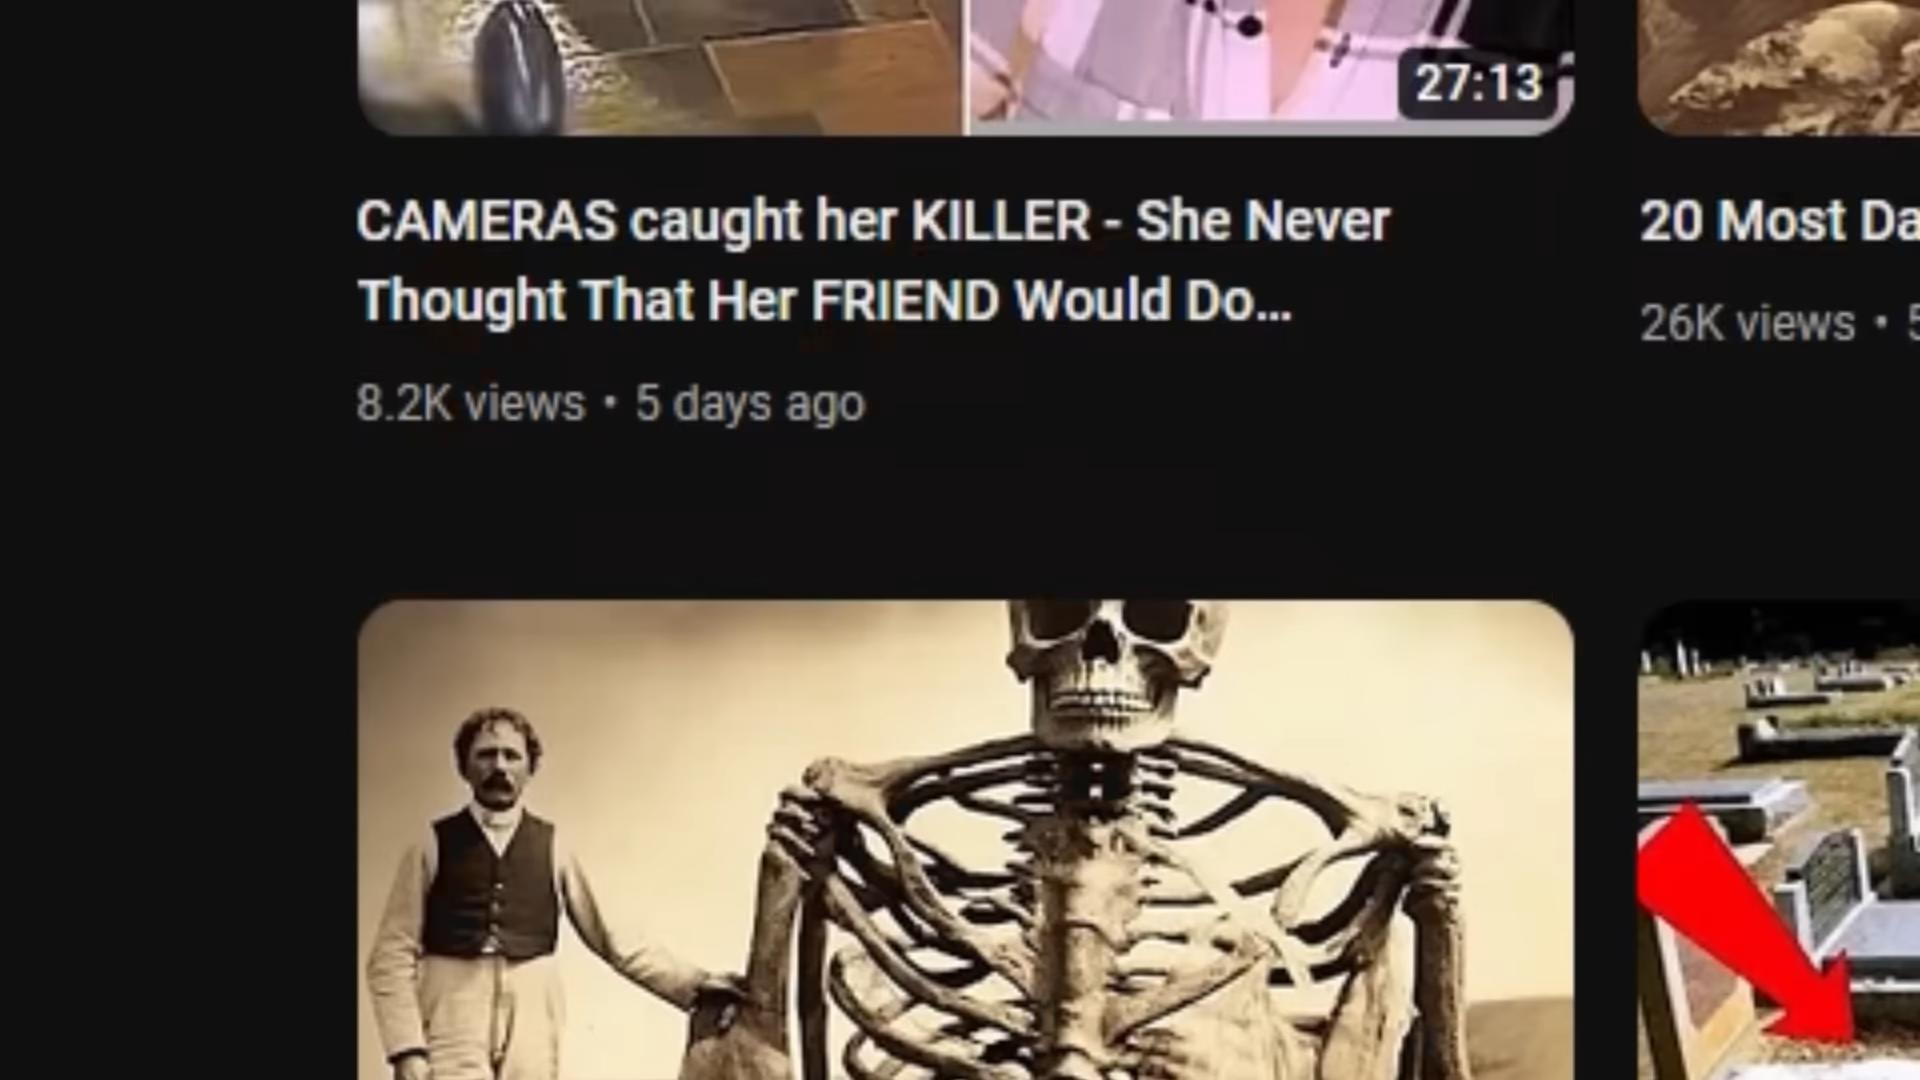 27:13
CAMERAS caught her KILLER - She Never
Thought That Her FRIEND Would Do...
8.2K views • 5 days ago
20 Most Da
26K views • 5